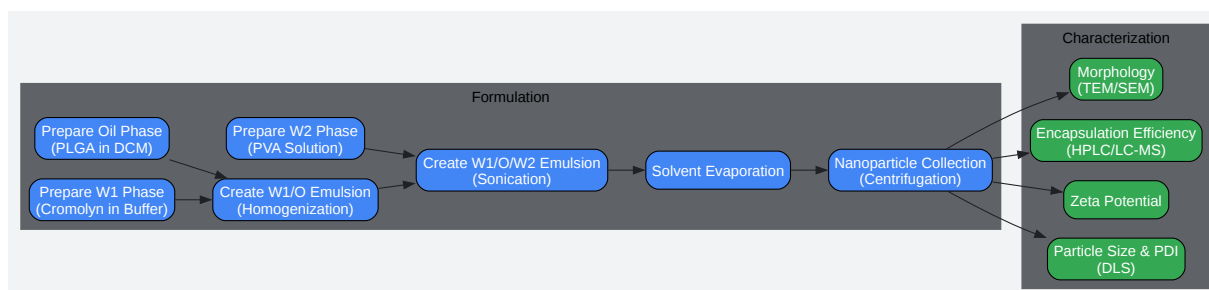 Formulation
Prepare Oil Phase
(PLGA in DCM)
Prepare W1 Phase
(Cromolyn in Buffer)
Prepare W2 Phase
(PVA Solution)
Create W1/O Emulsion
(Homogenization)
Create W1/O/W2 Emulsion
(Sonication)
Solvent Evaporation
Nanoparticle Collection
(Centrifugation)
Characterization
Morphology
(TEM/SEM)
Encapsulation Efficiency
(HPLC/LC-MS)
Zeta Potential
Particle Size & PDI
(DLS)